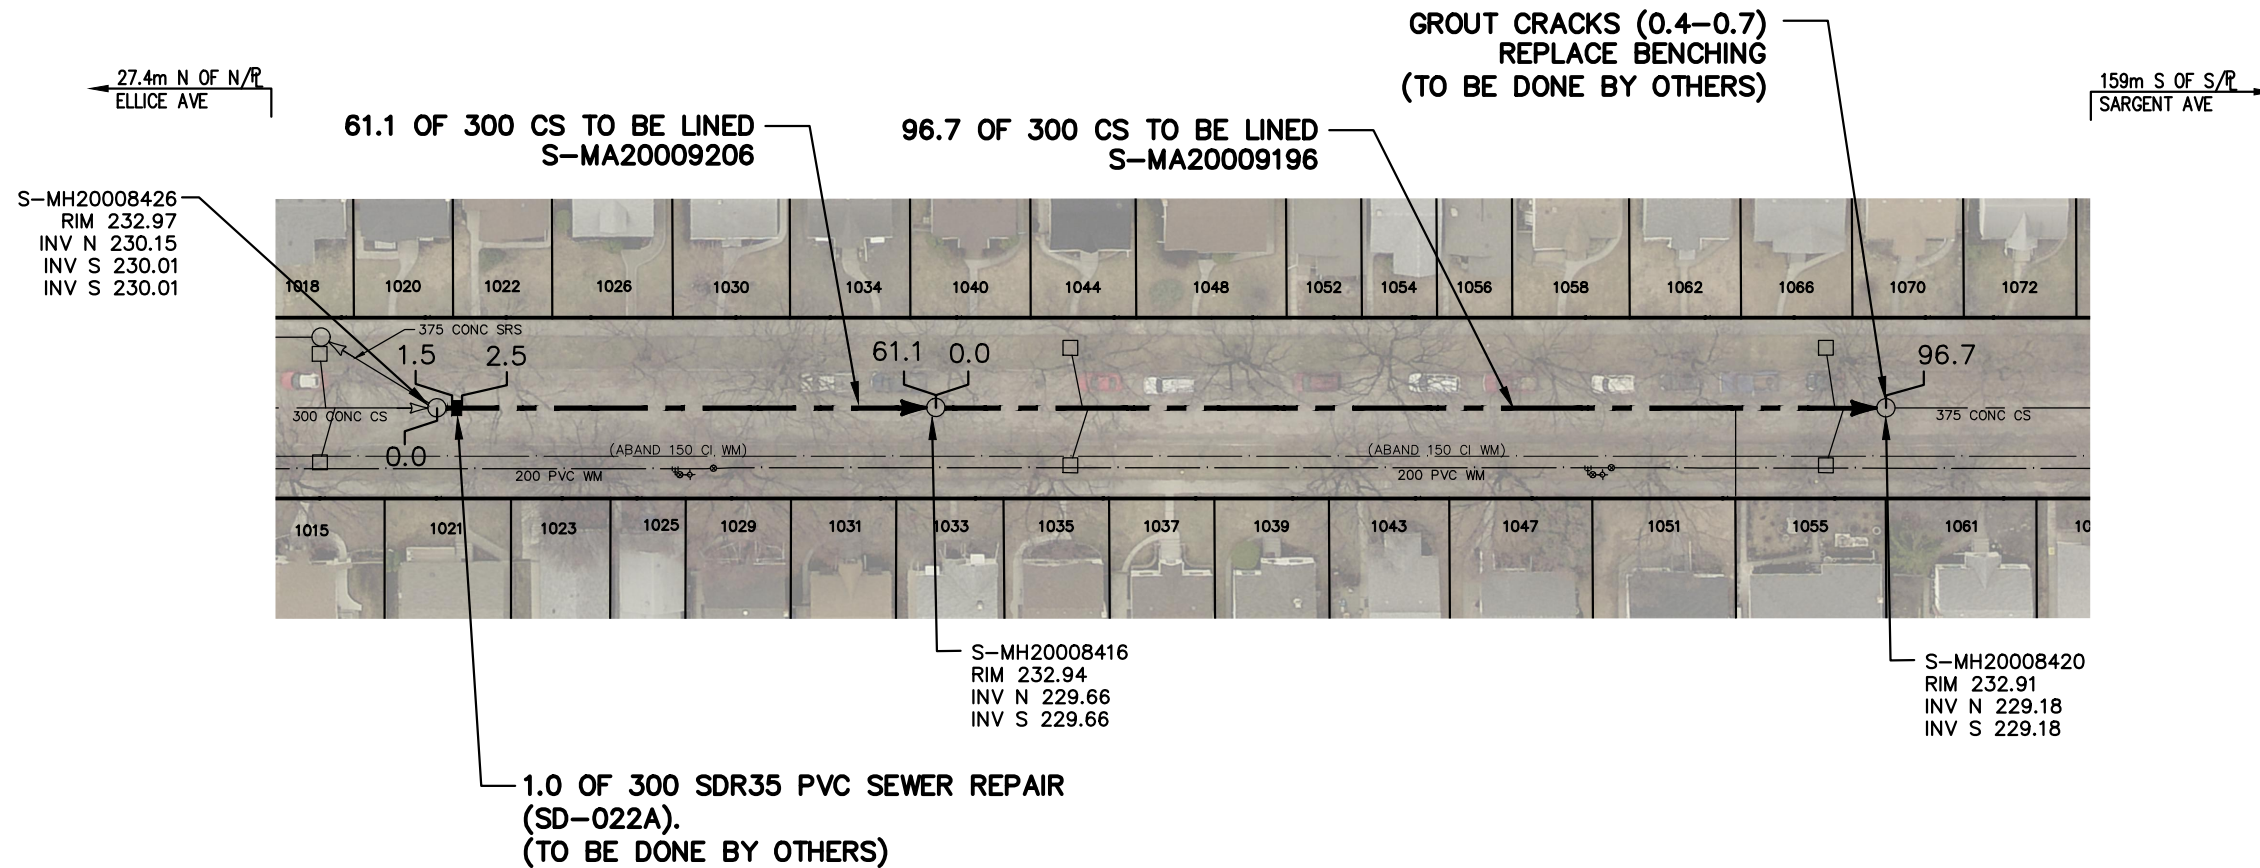 GROUT CRACKS (0.4-0.7)
REPLACE BENCHING
(TO BE DONE BY OTHERS)
27.4m N OF N/PL
ELLICE AVE
159m S OF S/PL
SARGENT AVE
61.1 OF 300 CS TO BE LINED
S-MA20009206
96.7 OF 300 CS TO BE LINED
S-MA20009196
S-MH20008426
RIM 232.97
INV N 230.15
INV S 230.01
INV S 230.01
1018 1020 1022 1026 1030 1034 1040 1044 1048 1052 1054 1056 1058 1062 1066 1070 1072
375 CONC SRS
1.5 2.5 61.1 0.0 96.7
300 CONC CS
375 CONC CS
0.0
(ABAND 150 CI WM) (ABAND 150 CI WM)
200 PVC WM 200 PVC WM
1015 1021 1023 1025 1029 1031 1033 1035 1037 1039 1043 1047 1051 1055 1061
S-MH20008416
RIM 232.94
INV N 229.66
INV S 229.66
S-MH20008420
RIM 232.91
INV N 229.18
INV S 229.18
1.0 OF 300 SDR35 PVC SEWER REPAIR
(SD-022A).
(TO BE DONE BY OTHERS)